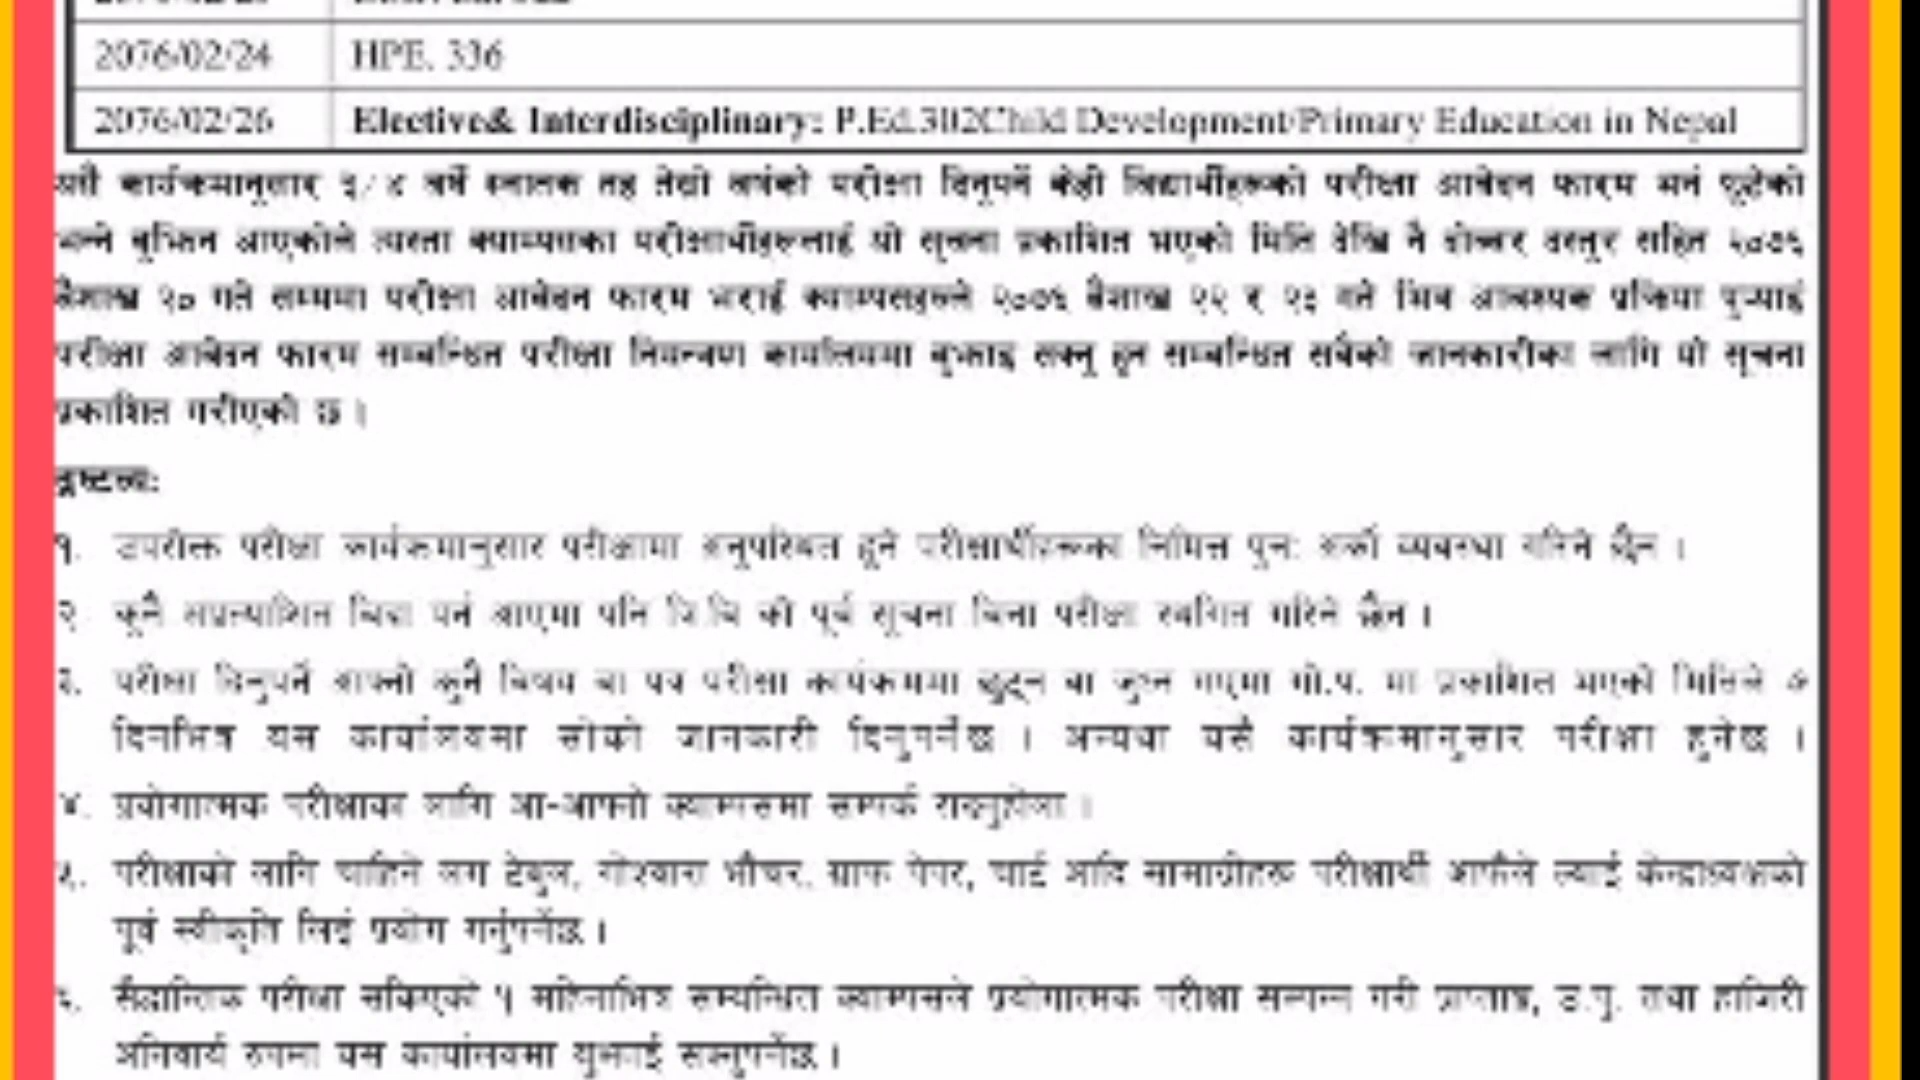 2076/02/24 HPE. 336
2076/02/26 Elective& Interdisciplinary: P.Ed.302Child Development/Primary Education in Nepal
यसै कार्यक्रमानुसार ३/४ वर्षे स्नातक तह तेस्रो वर्षको परीक्षा दिनुपर्ने केही विद्यार्थीहरूको परीक्षा आवेदन फारम भर्न छुटेको
भन्ने बुझिन आएकोले त्यस्ता क्याम्पसका परीक्षार्थीहरूलाई यो सूचना प्रकाशित भएको मिति देखि नै दोब्बर दस्तुर सहित २०७६
बैशाख २० गते सम्ममा परीक्षा आवेदन फारम भराई क्याम्पसहरुले २०७६ बैशाख २२ र २३ गते भित्र आवश्यक प्रक्रिया पुर्‍याई
परीक्षा आवेदन फारम सम्बन्धित परीक्षा नियन्त्रण कार्यालयमा बुझाइ सक्नु हुन सम्बन्धित सबैको जानकारीका लागि यो सूचना
प्रकाशित गरीएको छ ।
द्रष्टव्यः
१. उपरोक्त परीक्षा कार्यक्रमानुसार परीक्षामा अनुपस्थित हुने परीक्षार्थीहरूका निमित्त पुनः अर्को व्यवस्था गरिने छैन ।
२. कुनै अप्रत्याशित बिदा पर्न आएमा पनि त्रि.वि को पूर्व सूचना बिना परीक्षा स्थगित गरिने छैन ।
३. परीक्षा दिनुपर्ने आफ्नो कुनै विषय वा पत्र परीक्षा कार्यक्रममा छुट्न वा जुध्न गएमा गो.प. मा प्रकाशित भएको मितिले ७
दिनभित्र यस कार्यालयमा सोको जानकारी दिनुपर्नेछ । अन्यथा यसै कार्यक्रमानुसार परीक्षा हुनेछ ।
४. प्रयोगात्मक परीक्षाका लागि आ-आफ्नो क्याम्पसमा सम्पर्क राख्नुहोला ।
५. परीक्षाको लागि चाहिने लग टेबुल, गोश्वारा भौचर, ग्राफ पेपर, चार्ट आदि सामाग्रीहरू परीक्षार्थी आफैले ल्याई केन्द्राध्यक्षको
पूर्व स्वीकृति लिई प्रयोग गर्नुपर्नेछ ।
६. सैद्धान्तिक परीक्षा सकिएको १ महिनाभित्र सम्बन्धित क्याम्पसले प्रयोगात्मक परीक्षा सम्पन्न गरी प्राप्ताङ्क, उ.पु. तथा हाजिरी
अनिवार्य रुपमा यस कार्यालयमा बुझाई सक्नुपर्नेछ ।